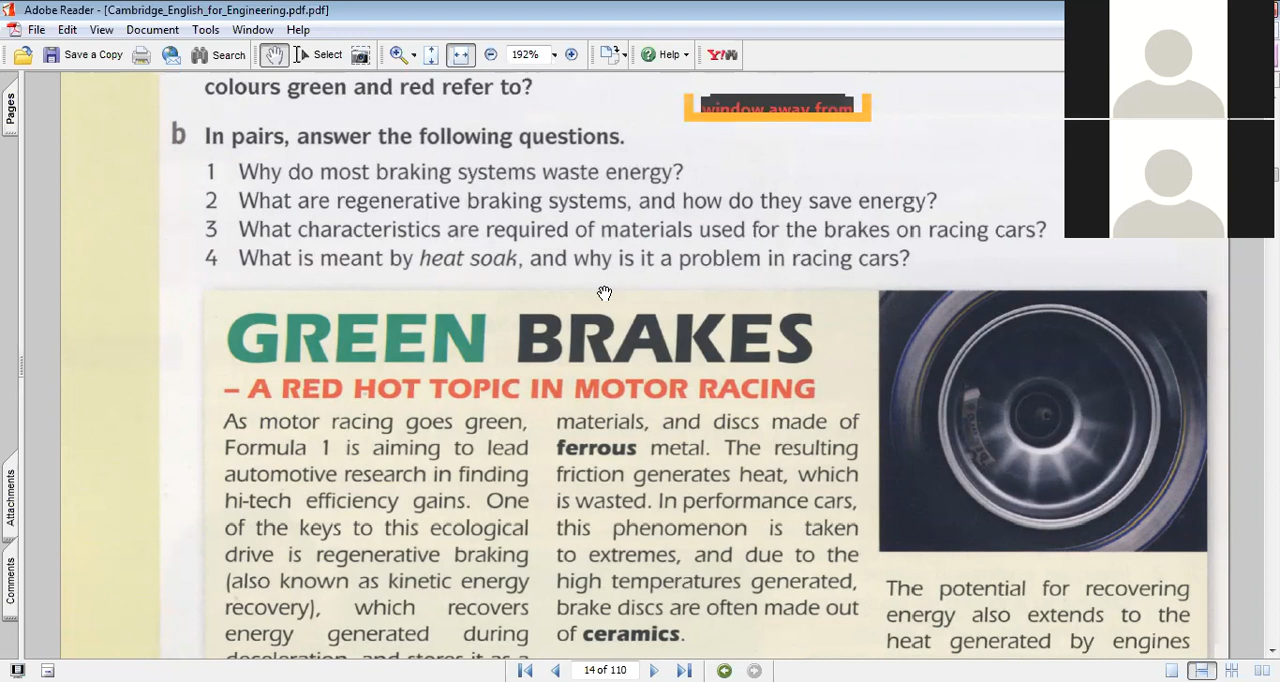 Adobe Reader - [Cambridge_English_for_Engineering.pdf.pdf]
File Edit View Document Tools Window Help
Save a Copy Search Select 192% Help Y!
Pages
colours green and red refer to?
window away from
b In pairs, answer the following questions.
1 Why do most braking systems waste energy?
2 What are regenerative braking systems, and how do they save energy?
3 What characteristics are required of materials used for the brakes on racing cars?
4 What is meant by heat soak, and why is it a problem in racing cars?
GREEN BRAKES
– A RED HOT TOPIC IN MOTOR RACING
As motor racing goes green,
Formula 1 is aiming to lead
automotive research in finding
hi-tech efficiency gains. One
of the keys to this ecological
drive is regenerative braking
(also known as kinetic energy
recovery), which recovers
energy generated during
deceleration, and stores it as a
materials, and discs made of
ferrous metal. The resulting
friction generates heat, which
is wasted. In performance cars,
this phenomenon is taken
to extremes, and due to the
high temperatures generated,
brake discs are often made out
of ceramics.
The potential for recovering
energy also extends to the
heat generated by engines
Attachments
Comments
14 of 110